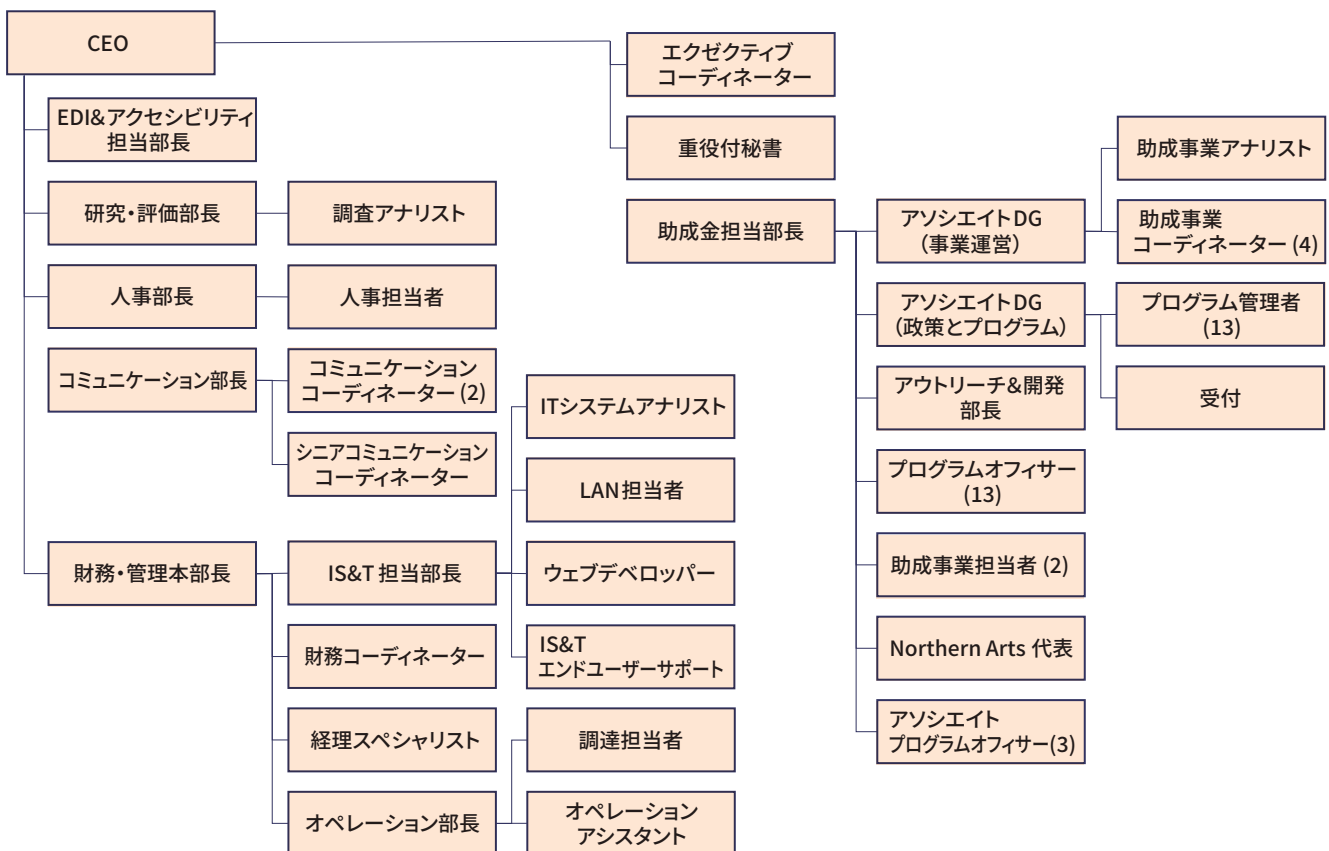 CEO
エクゼクティブ
コーディネーター
EDI&アクセシビリティ
担当部長
重役付秘書
助成事業アナリスト
研究・評価部長
調査アナリスト
助成金担当部長
アソシエイトDG
（事業運営）
助成事業
コーディネーター (4)
人事部長
人事担当者
アソシエイトDG
（政策とプログラム）
プログラム管理者
(13)
コミュニケーション部長
コミュニケーション
コーディネーター (2)
ITシステムアナリスト
アウトリーチ&開発
部長
受付
シニアコミュニケーション
コーディネーター
LAN担当者
プログラムオフィサー
(13)
財務・管理本部長
IS&T 担当部長
ウェブデベロッパー
助成事業担当者 (2)
財務コーディネーター
IS&T
エンドユーザーサポート
Northern Arts 代表
経理スペシャリスト
調達担当者
アソシエイト
プログラムオフィサー(3)
オペレーション部長
オペレーション
アシスタント